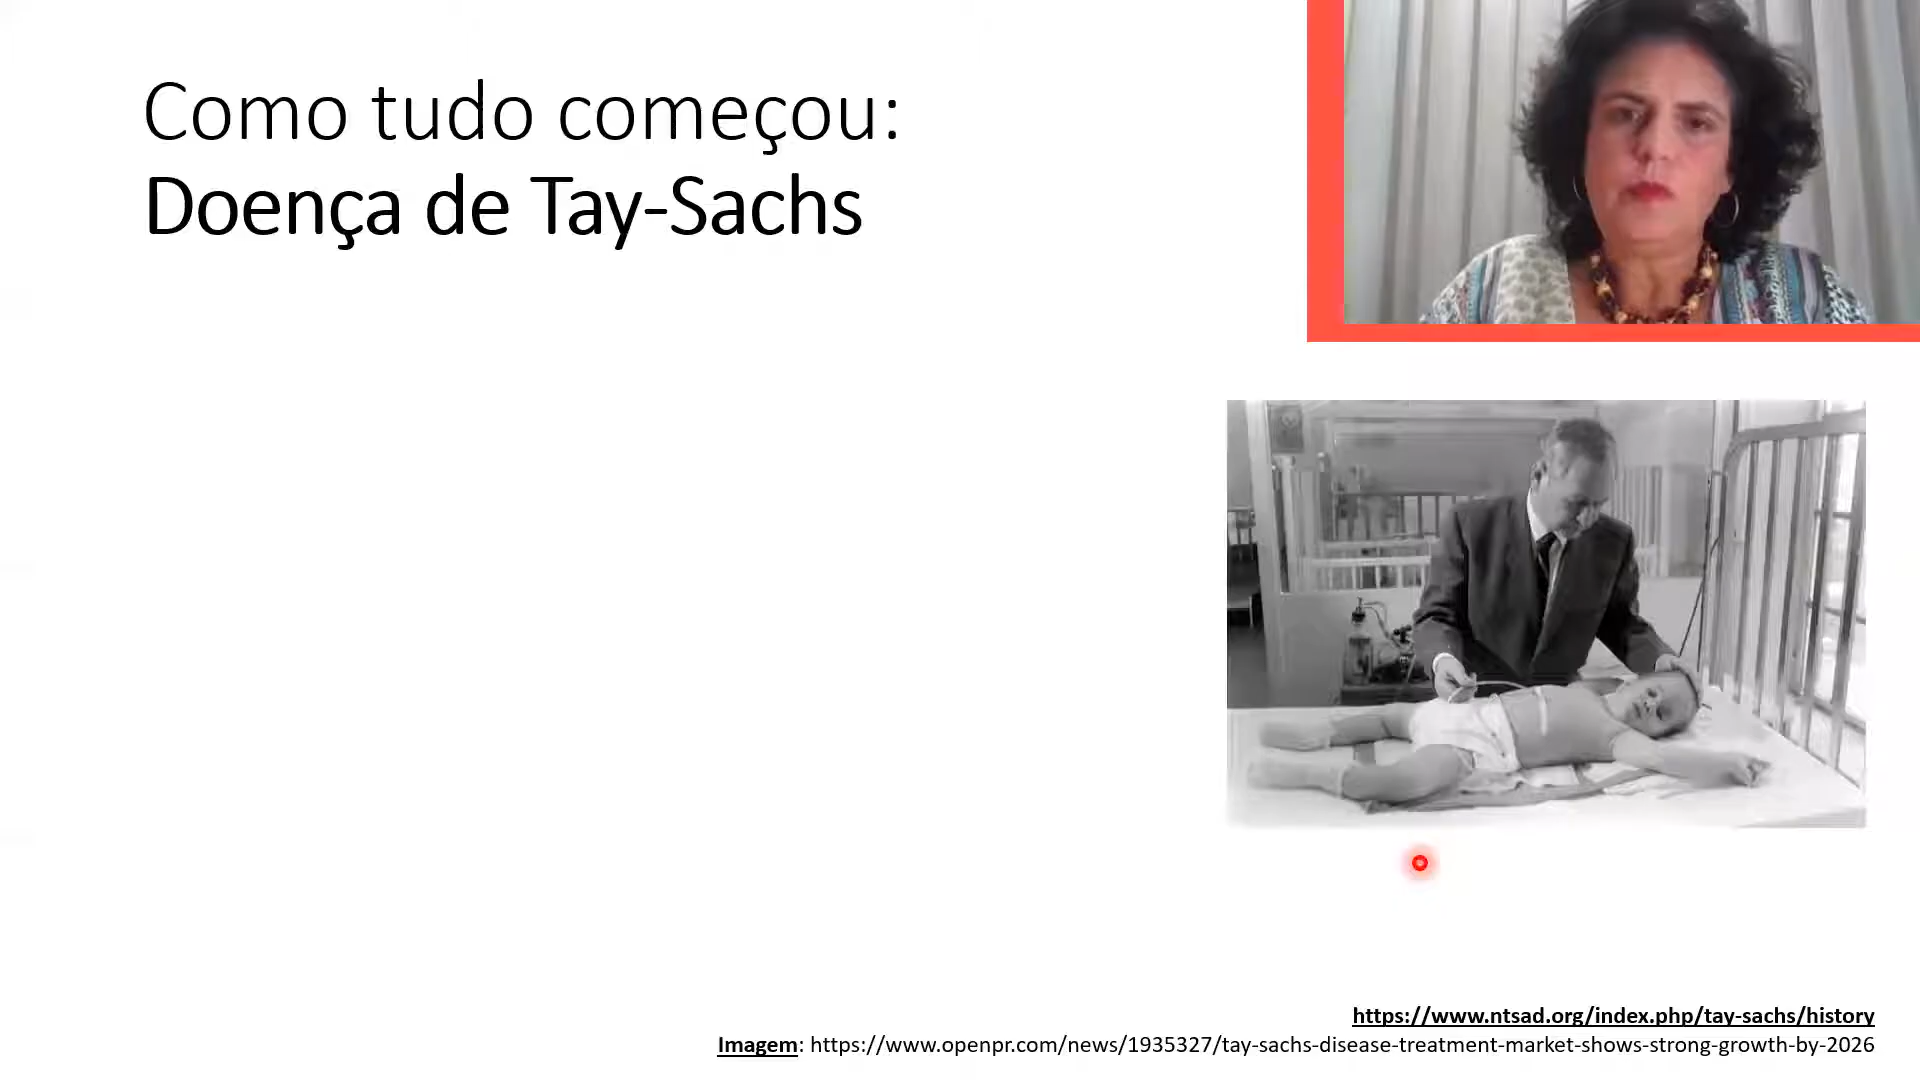 Como tudo começou:
Doença de Tay-Sachs
https://www.ntsad.org/index.php/tay-sachs/history
Imagem: https://www.openpr.com/news/1935327/tay-sachs-disease-treatment-market-shows-strong-growth-by-2026